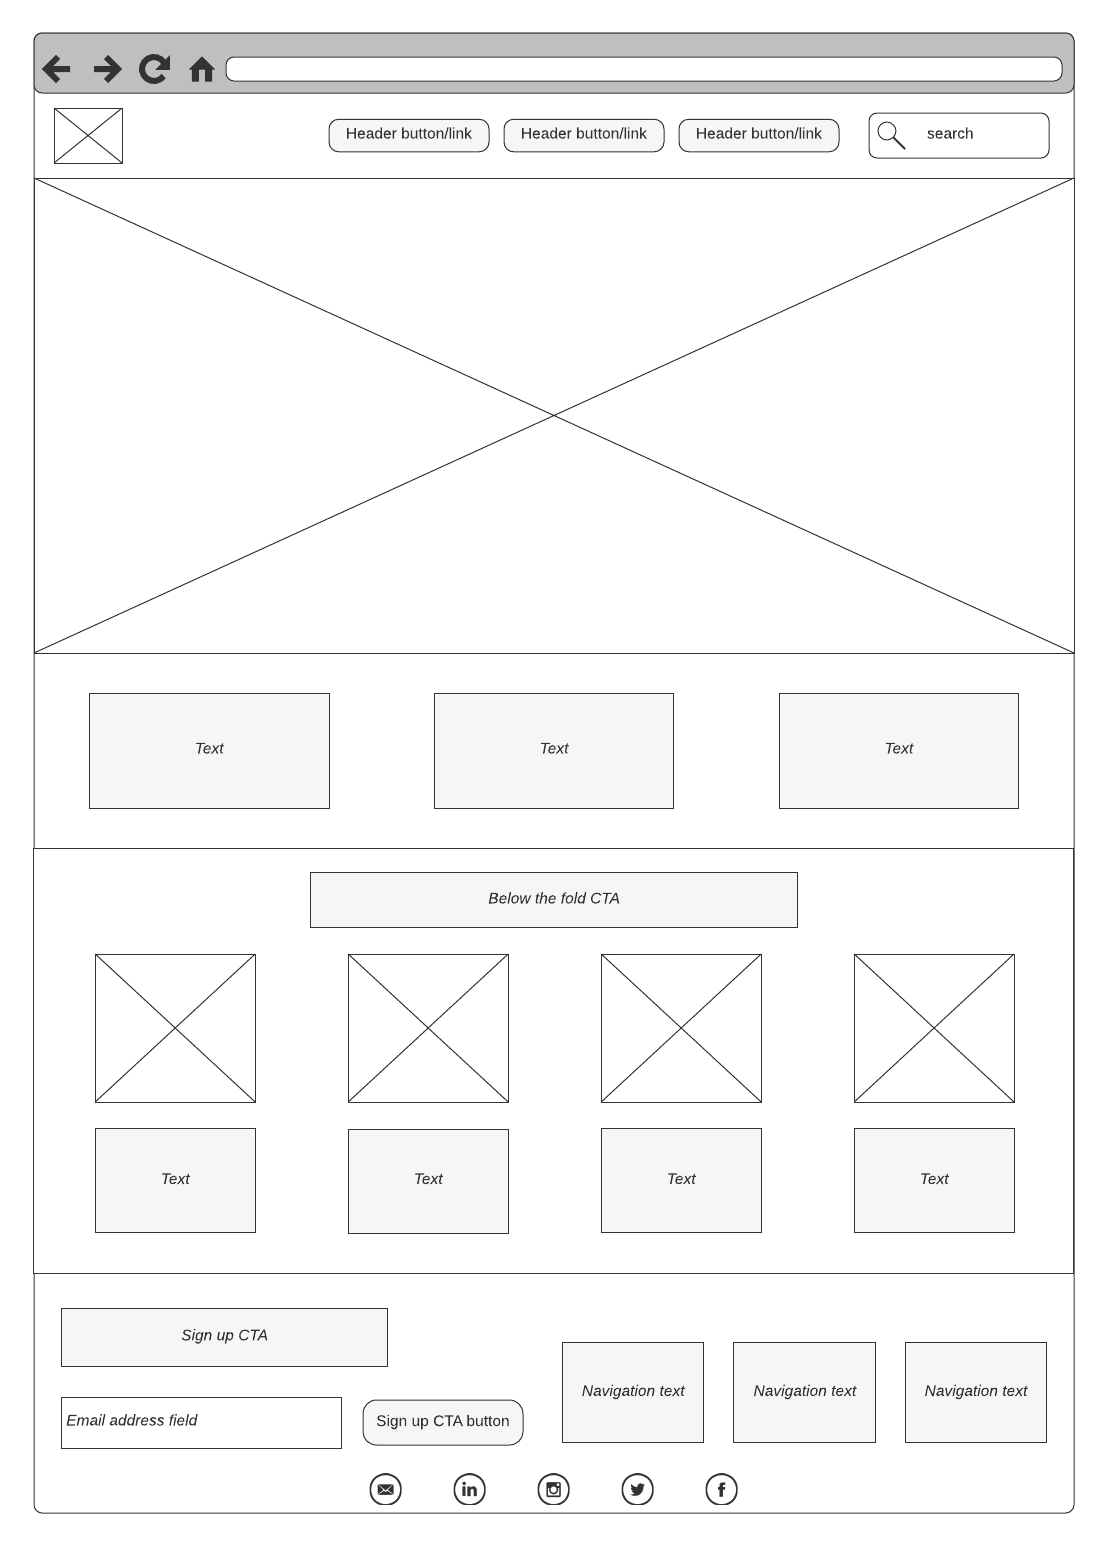 Header button/link
Header button/link
Header button/link
search
Text
Text
Text
Below the fold CTA
Text
Text
Text
Text
Sign up CTA
Email address field
Sign up CTA button
Navigation text
Navigation text
Navigation text
in
f